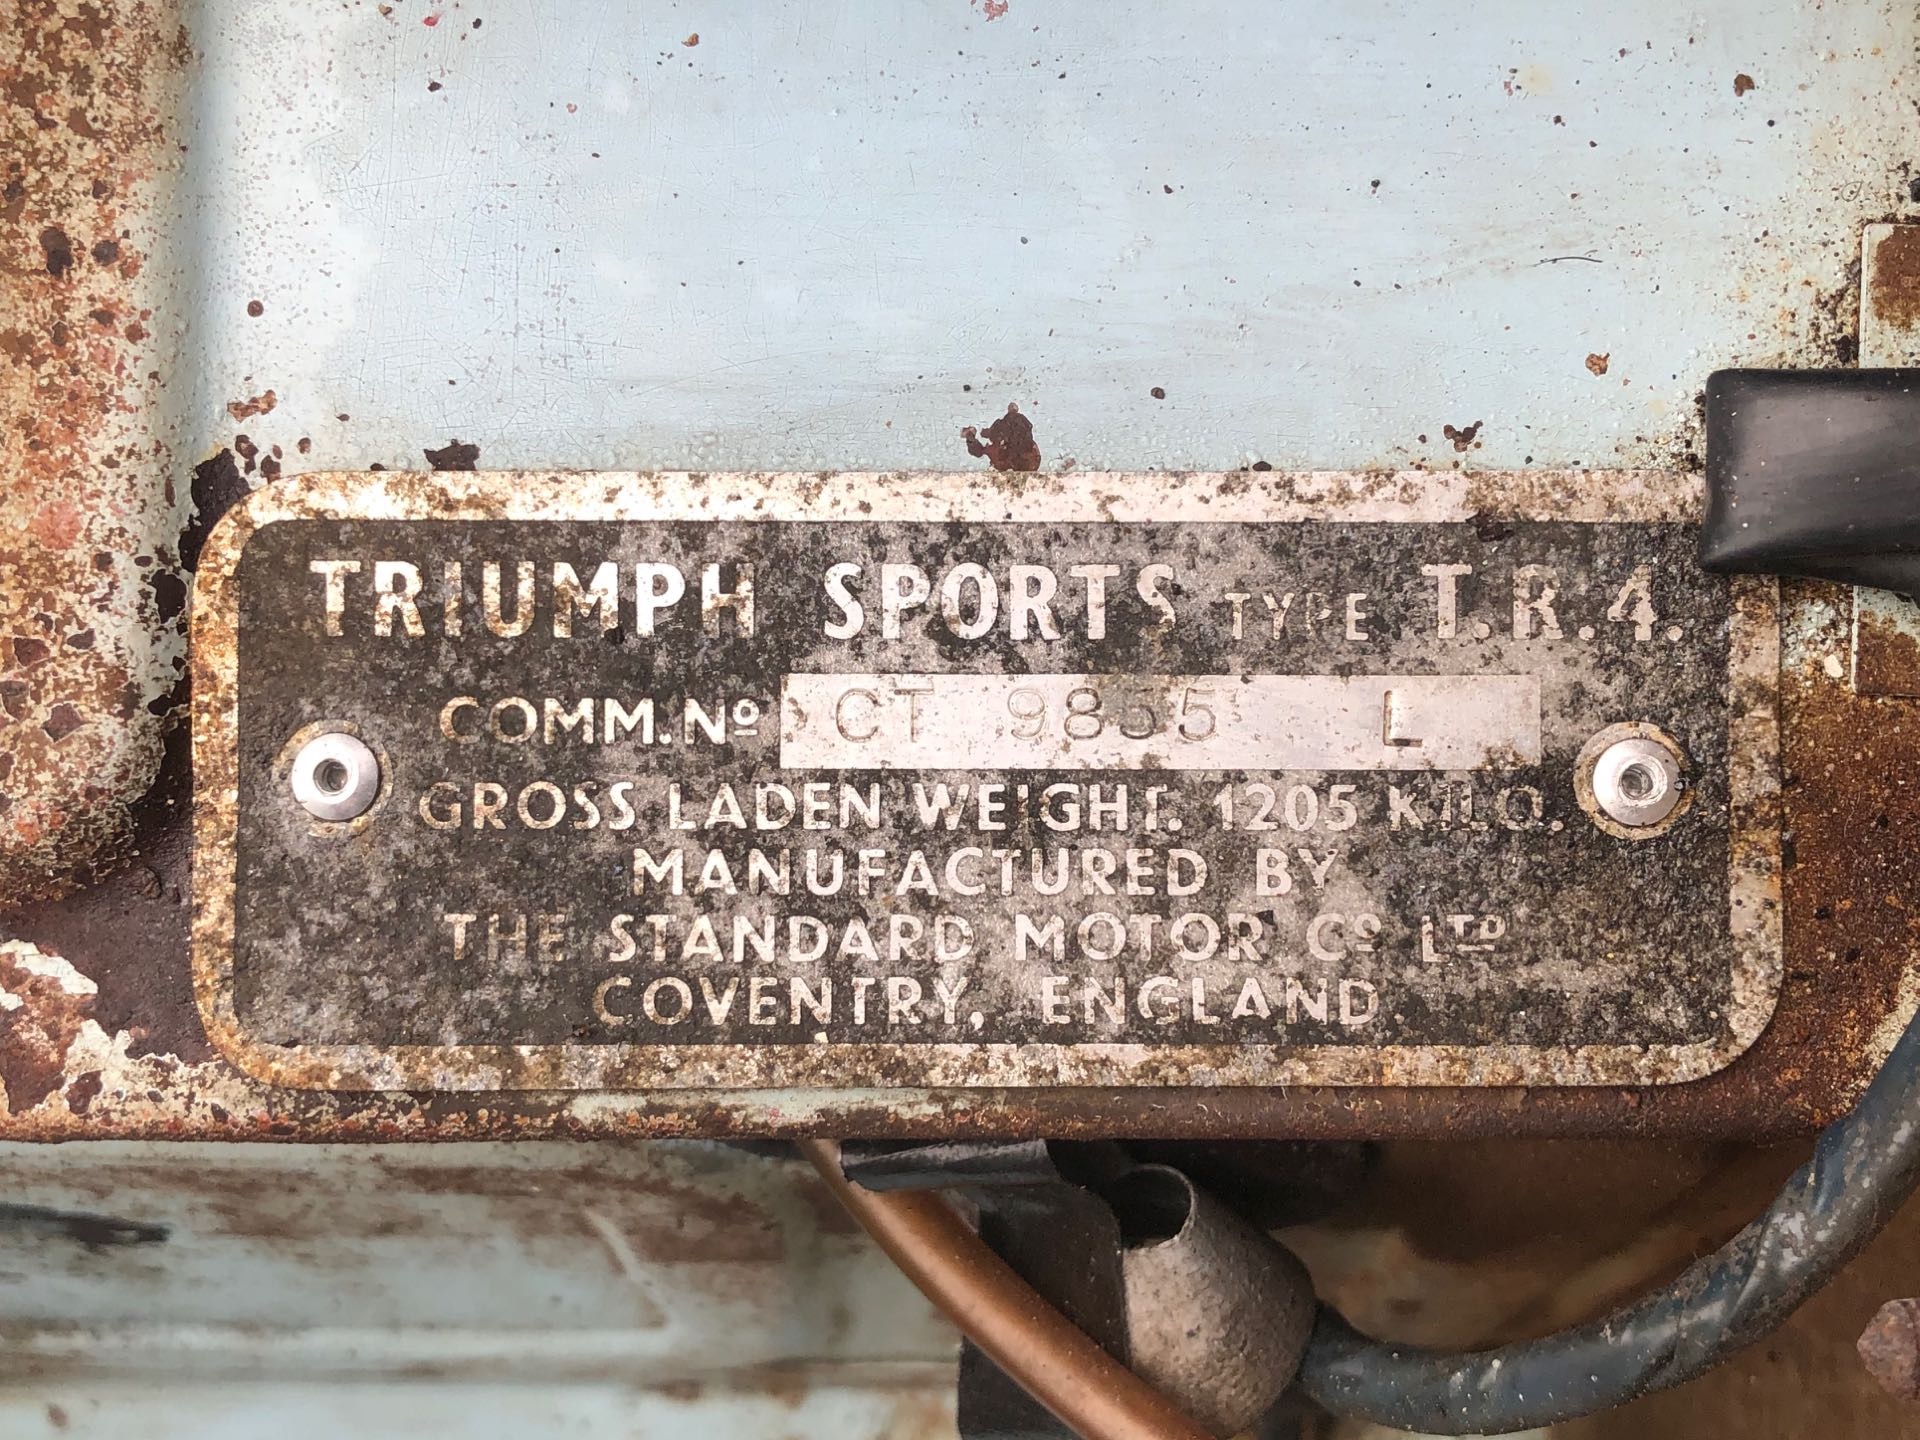 TRIUMPH SPORTS TYPE T.R.4.
COMM. Nº CT 9855 L
GROSS LADEN WEIGHT. 1205 KILO.
MANUFACTURED BY
THE STANDARD MOTOR Cº LTD
COVENTRY, ENGLAND.